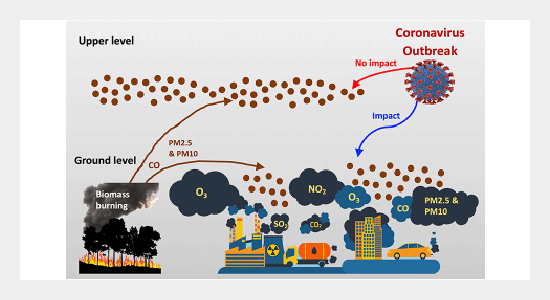 Coronavirus
Outbreak
Upper level
No impact
Impact
PM2.5
& PM10
CO
Ground level
Biomass
burning
O3
NO2
O3
CO
PM2.5 &
PM10
SO2
CO2